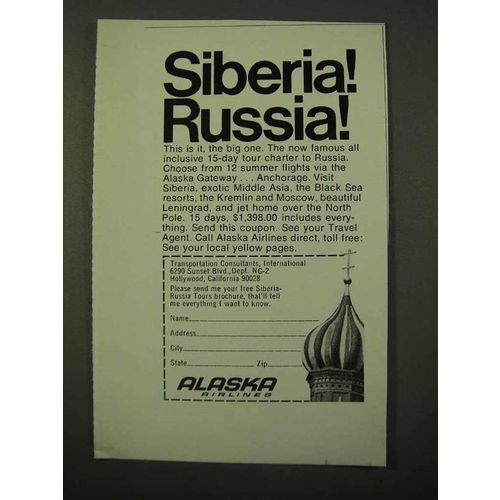 Siberia!
Russia!
This is it, the big one. The now famous all
inclusive 15-day tour charter to Russia.
Choose from 12 summer flights via the
Alaska Gateway . . . Anchorage. Visit
Siberia, exotic Middle Asia, the Black Sea
resorts, the Kremlin and Moscow, beautiful
Leningrad, and jet home over the North
Pole. 15 days, $1,398.00 includes every-
thing. Send this coupon. See your Travel
Agent. Call Alaska Airlines direct, toll free:
See your local yellow pages.
Transportation Consultants, International
6290 Sunset Blvd., Dept. NG-2
Hollywood, California 90028
Please send me your free Siberia-
Russia Tours brochure, that'll tell
me everything I want to know.
Name
Address
City
State Zip
ALASKA
AIRLINES